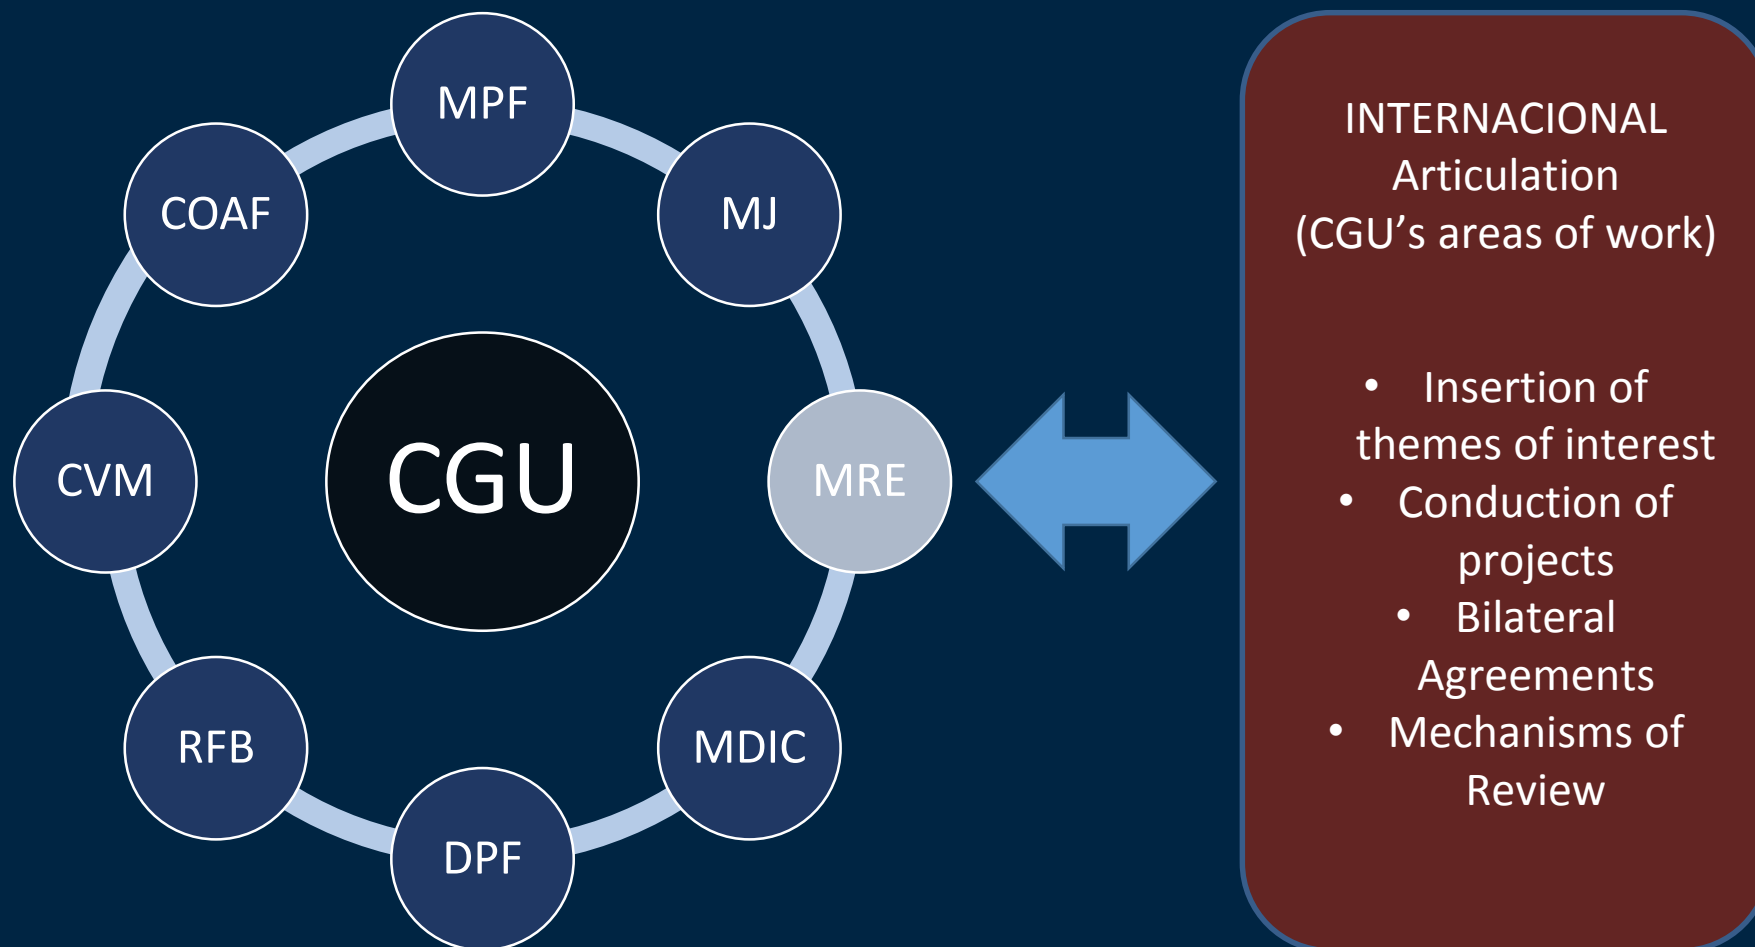 MPF
COAF
MJ
CGU
CVM
MRE
RFB
MDIC
DPF
INTERNACIONAL
Articulation
(CGU’s areas of work)
• Insertion of
themes of interest
• Conduction of
projects
• Bilateral
Agreements
• Mechanisms of
Review